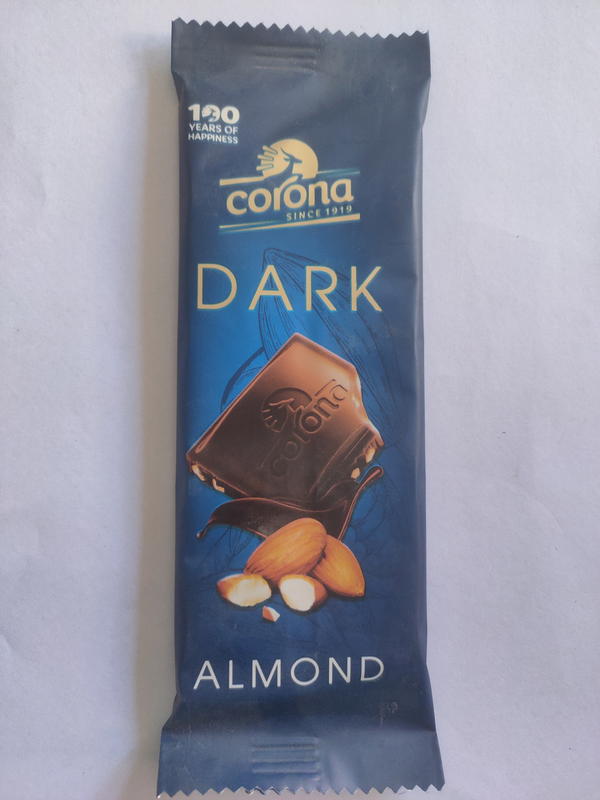 100
YEARS OF
HAPPINESS
corona
SINCE 1919
DARK
corona
ALMOND